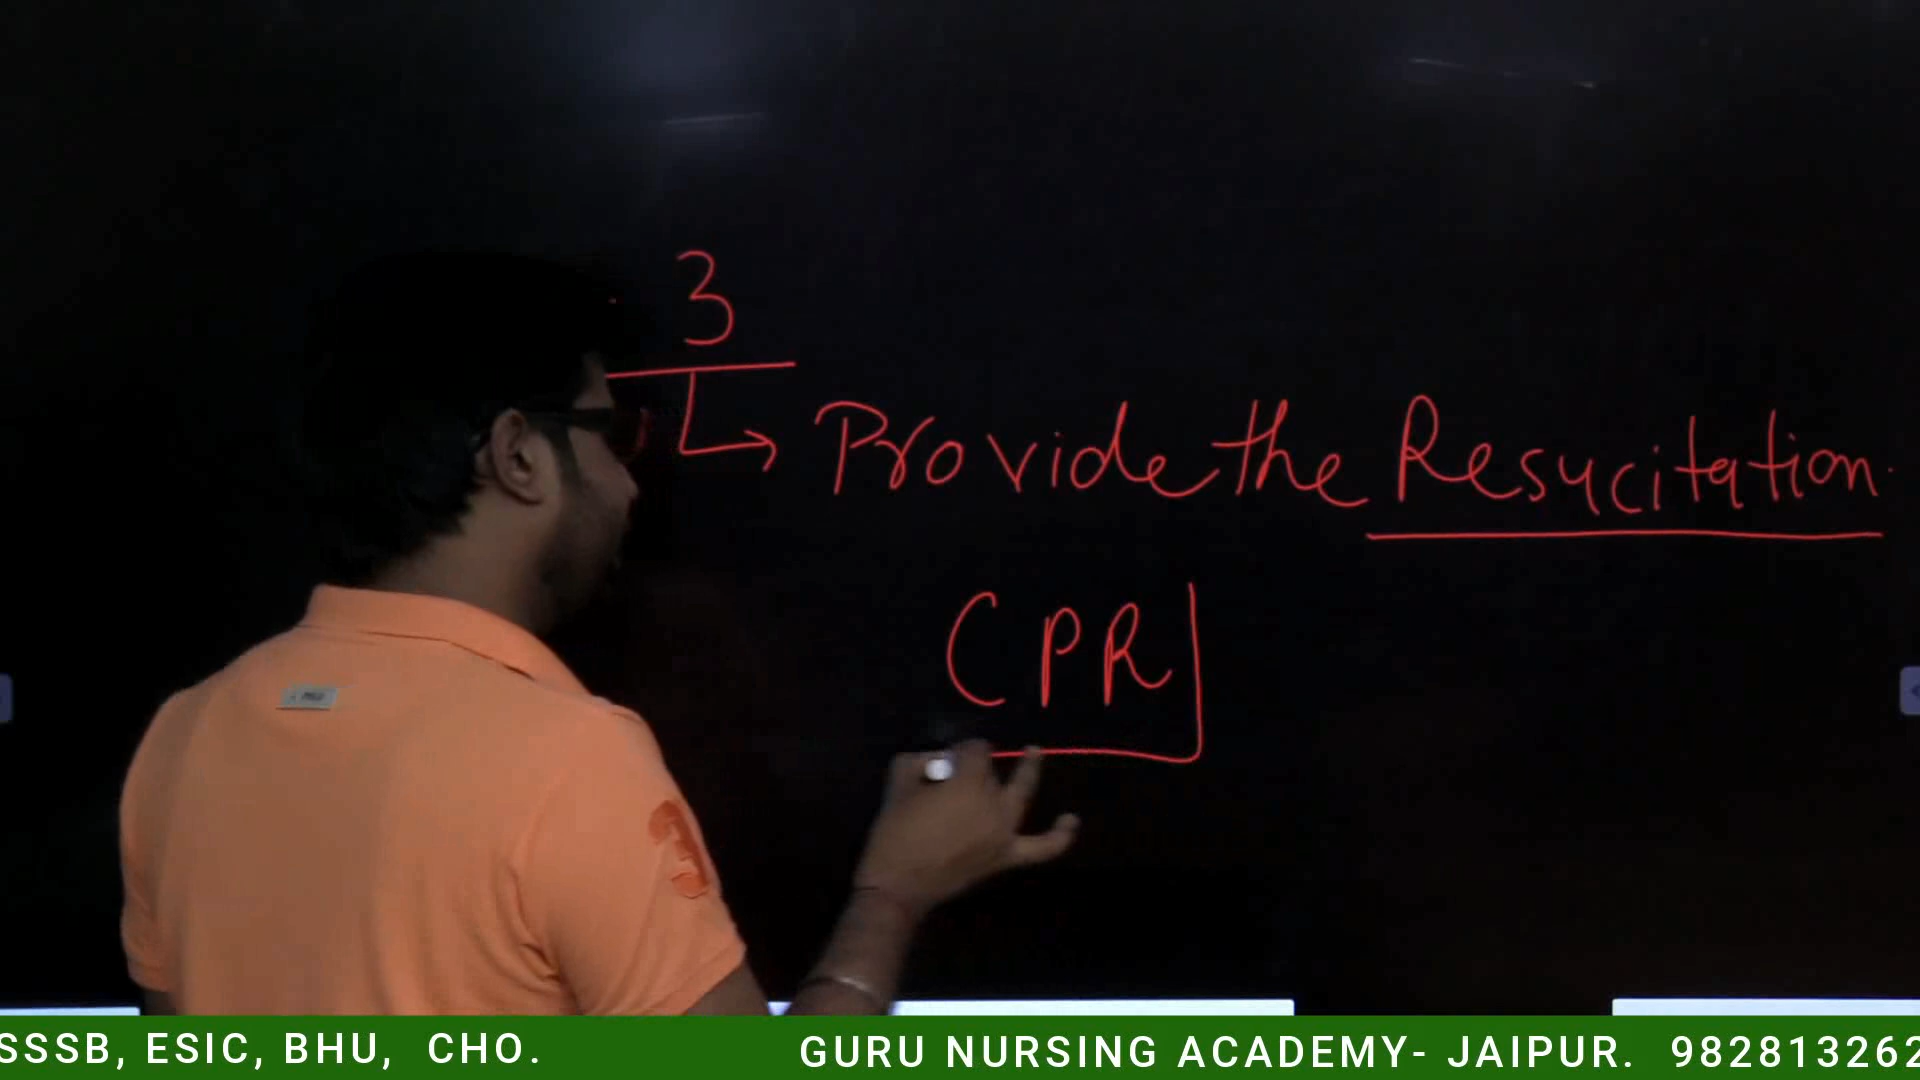 3
Provide the Resucitation.
CPR
SSSB, ESIC, BHU, CHO. GURU NURSING ACADEMY- JAIPUR. 982813262